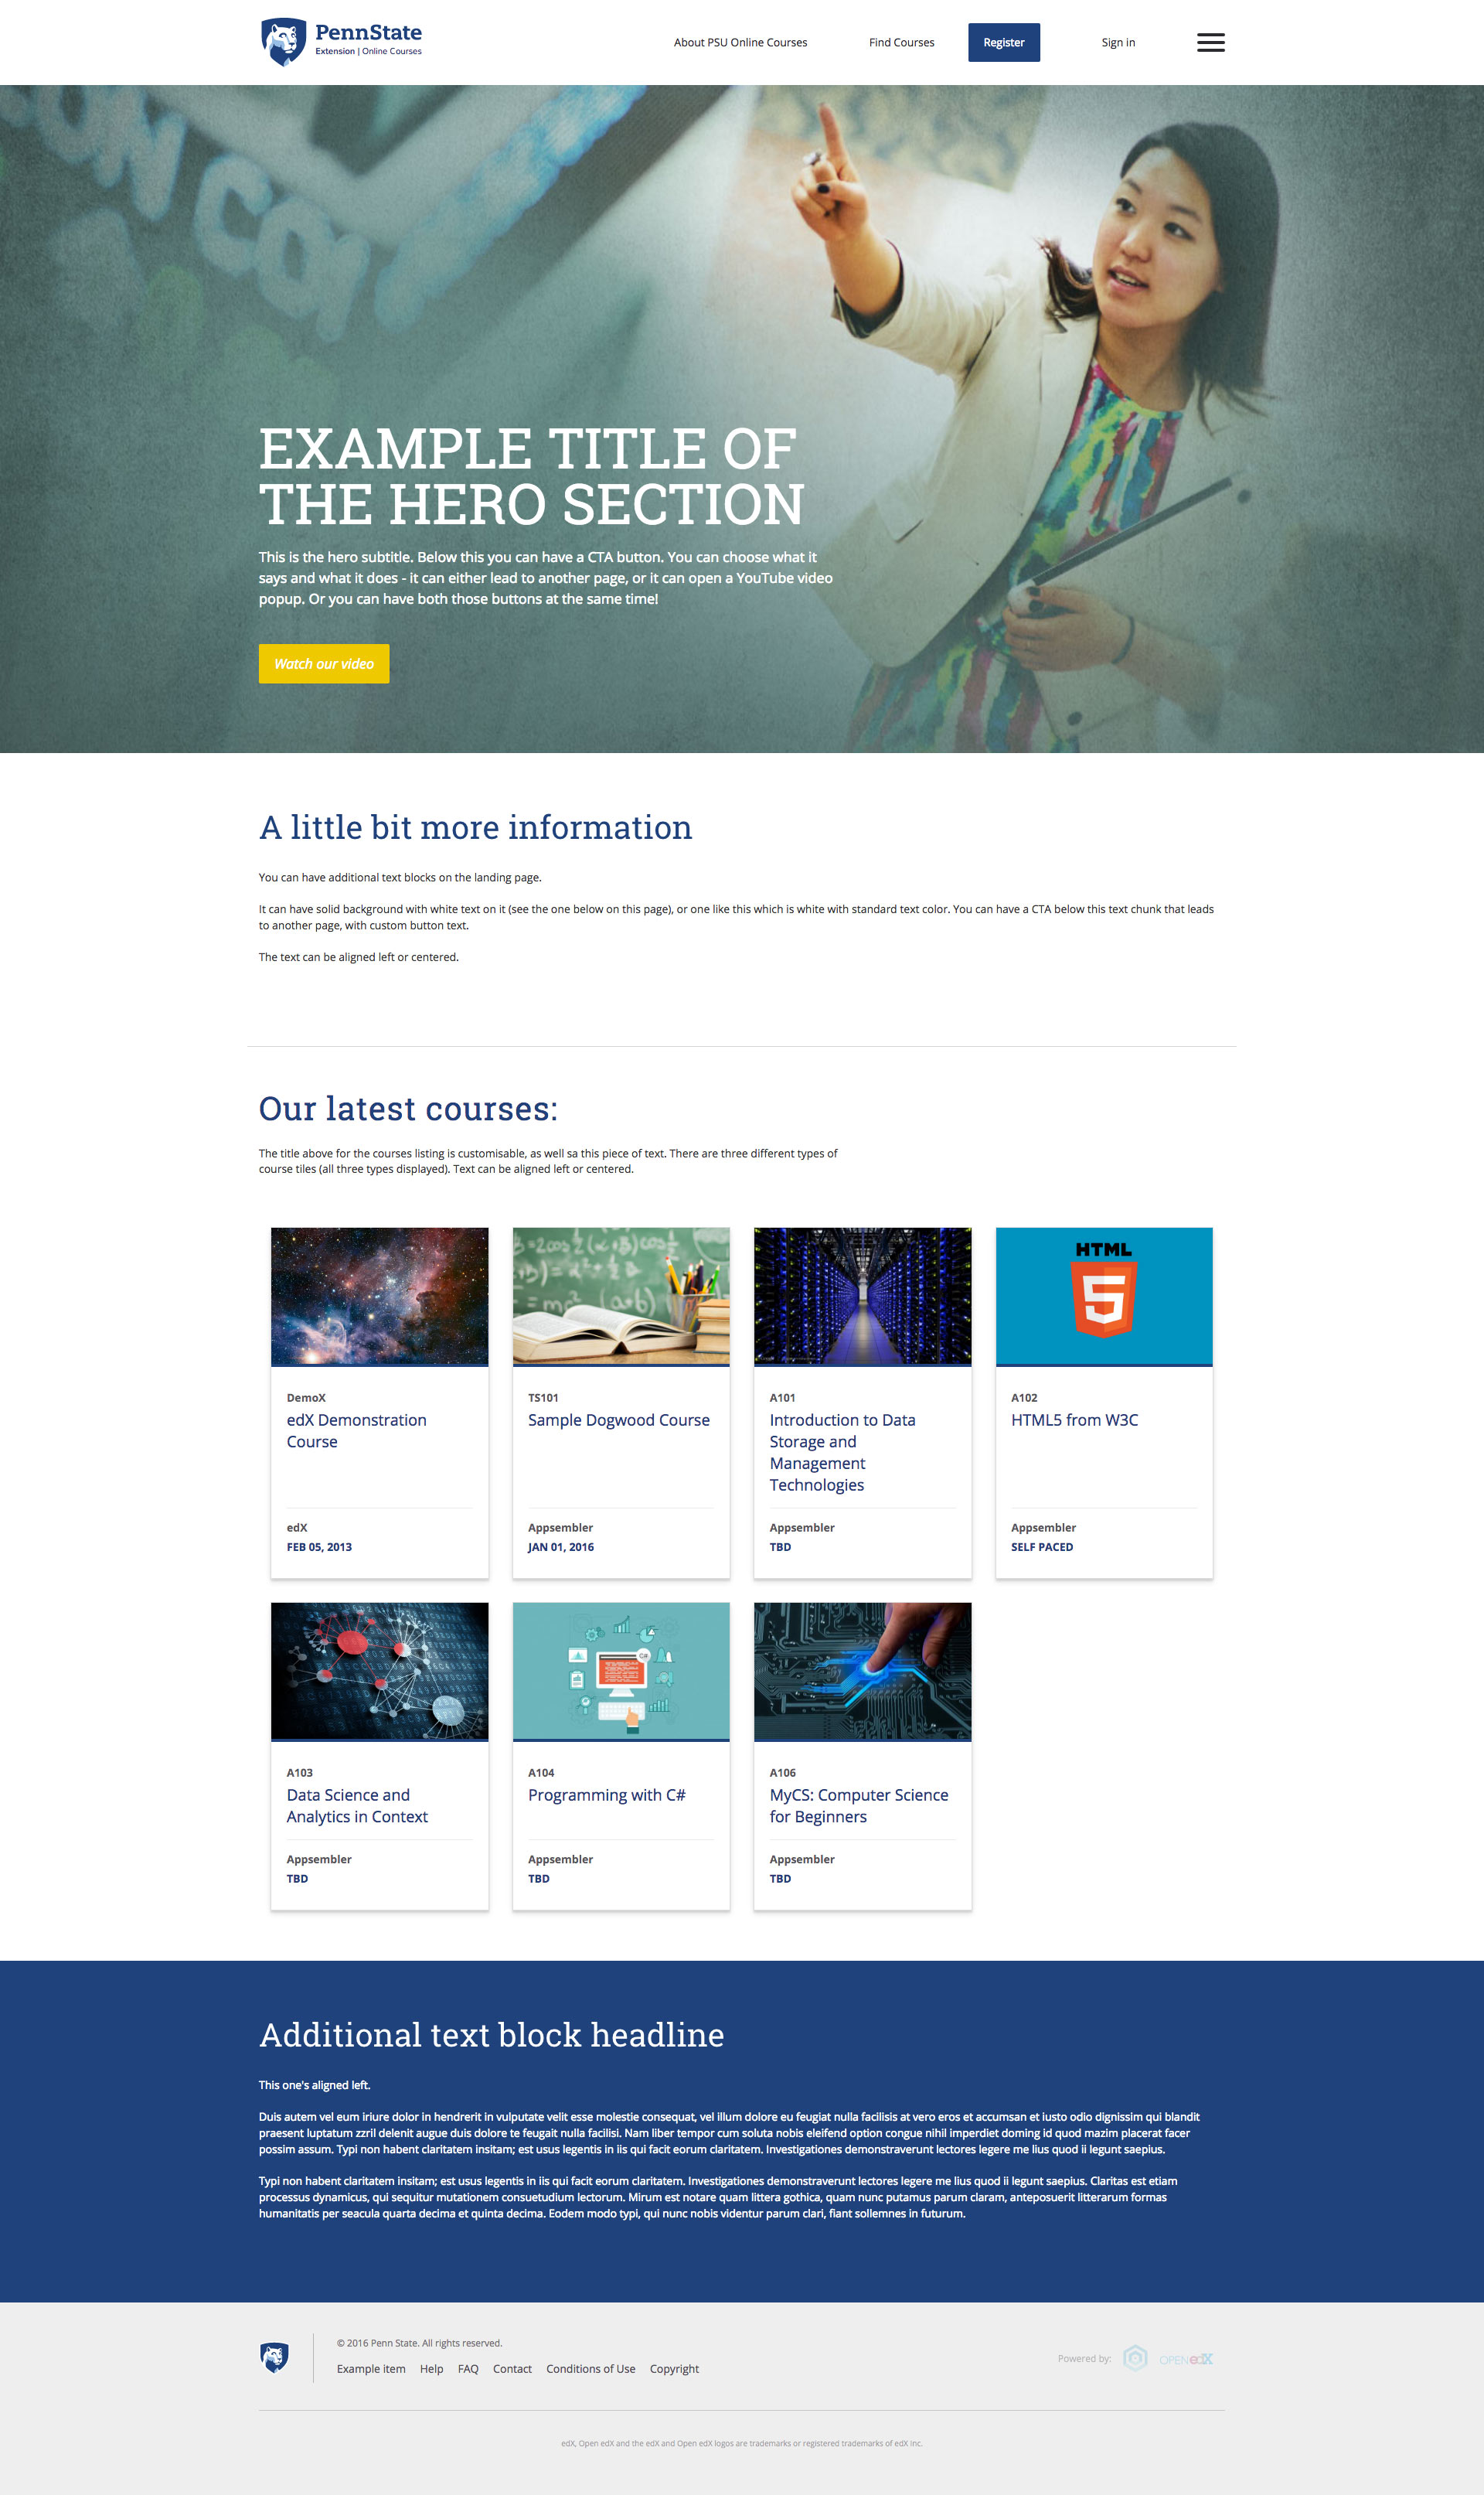 PennState
Extension | Online Courses
About PSU Online Courses
Find Courses
Register
Sign in
EXAMPLE TITLE OF
THE HERO SECTION
This is the hero subtitle. Below this you can have a CTA button. You can choose what it
says and what it does - it can either lead to another page, or it can open a YouTube video
popup. Or you can have both those buttons at the same time!
Watch our video
A little bit more information
You can have additional text blocks on the landing page.
It can have solid background with white text on it (see the one below on this page), or one like this which is white with standard text color. You can have a CTA below this text chunk that leads
to another page, with custom button text.
The text can be aligned left or centered.
Our latest courses:
The title above for the courses listing is customisable, as well sa this piece of text. There are three different types of
course tiles (all three types displayed). Text can be aligned left or centered.
HTML
5
DemoX
edX Demonstration
Course
edX
FEB 05, 2013
TS101
Sample Dogwood Course
Appsembler
JAN 01, 2016
A101
Introduction to Data
Storage and
Management
Technologies
Appsembler
TBD
A102
HTML5 from W3C
Appsembler
SELF PACED
C#
A103
Data Science and
Analytics in Context
Appsembler
TBD
A104
Programming with C#
Appsembler
TBD
A106
MyCS: Computer Science
for Beginners
Appsembler
TBD
Additional text block headline
This one's aligned left.
Duis autem vel eum iriure dolor in hendrerit in vulputate velit esse molestie consequat, vel illum dolore eu feugiat nulla facilisis at vero eros et accumsan et iusto odio dignissim qui blandit
praesent luptatum zzril delenit augue duis dolore te feugait nulla facilisi. Nam liber tempor cum soluta nobis eleifend option congue nihil imperdiet doming id quod mazim placerat facer
possim assum. Typi non habent claritatem insitam; est usus legentis in iis qui facit eorum claritatem. Investigationes demonstraverunt lectores legere me lius quod ii legunt saepius.
Typi non habent claritatem insitam; est usus legentis in iis qui facit eorum claritatem. Investigationes demonstraverunt lectores legere me lius quod ii legunt saepius. Claritas est etiam
processus dynamicus, qui sequitur mutationem consuetudium lectorum. Mirum est notare quam littera gothica, quam nunc putamus parum claram, anteposuerit litterarum formas
humanitatis per seacula quarta decima et quinta decima. Eodem modo typi, qui nunc nobis videntur parum clari, fiant sollemnes in futurum.
© 2016 Penn State. All rights reserved.
Example item
Help
FAQ
Contact
Conditions of Use
Copyright
Powered by:
OPEN edX
edX, Open edX and the edX and Open edX logos are trademarks or registered trademarks of edX Inc.